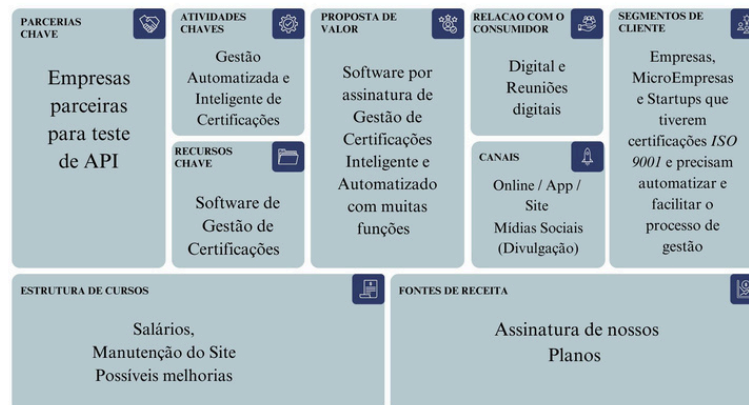 PARCERIAS
CHAVE
Empresas
parceiras
para teste
de API
ATIVIDADES
CHAVES
Gestão
Automatizada e
Inteligente de
Certificações
RECURSOS
CHAVE
Software de
Gestão de
Certificações
PROPOSTA DE
VALOR
Software por
assinatura de
Gestão de
Certificações
Inteligente e
Automatizado
com muitas
funções
RELACAO COM O
CONSUMIDOR
Digital e
Reuniões
digitais
CANAIS
Online / App /
Site
Mídias Sociais
(Divulgação)
SEGMENTOS DE
CLIENTE
Empresas,
MicroEmpresas
e Startups que
tiverem
certificações ISO
9001 e precisam
automatizar e
facilitar o
processo de
gestão
ESTRUTURA DE CURSOS
Salários,
Manutenção do Site
Possíveis melhorias
FONTES DE RECEITA
Assinatura de nossos
Planos